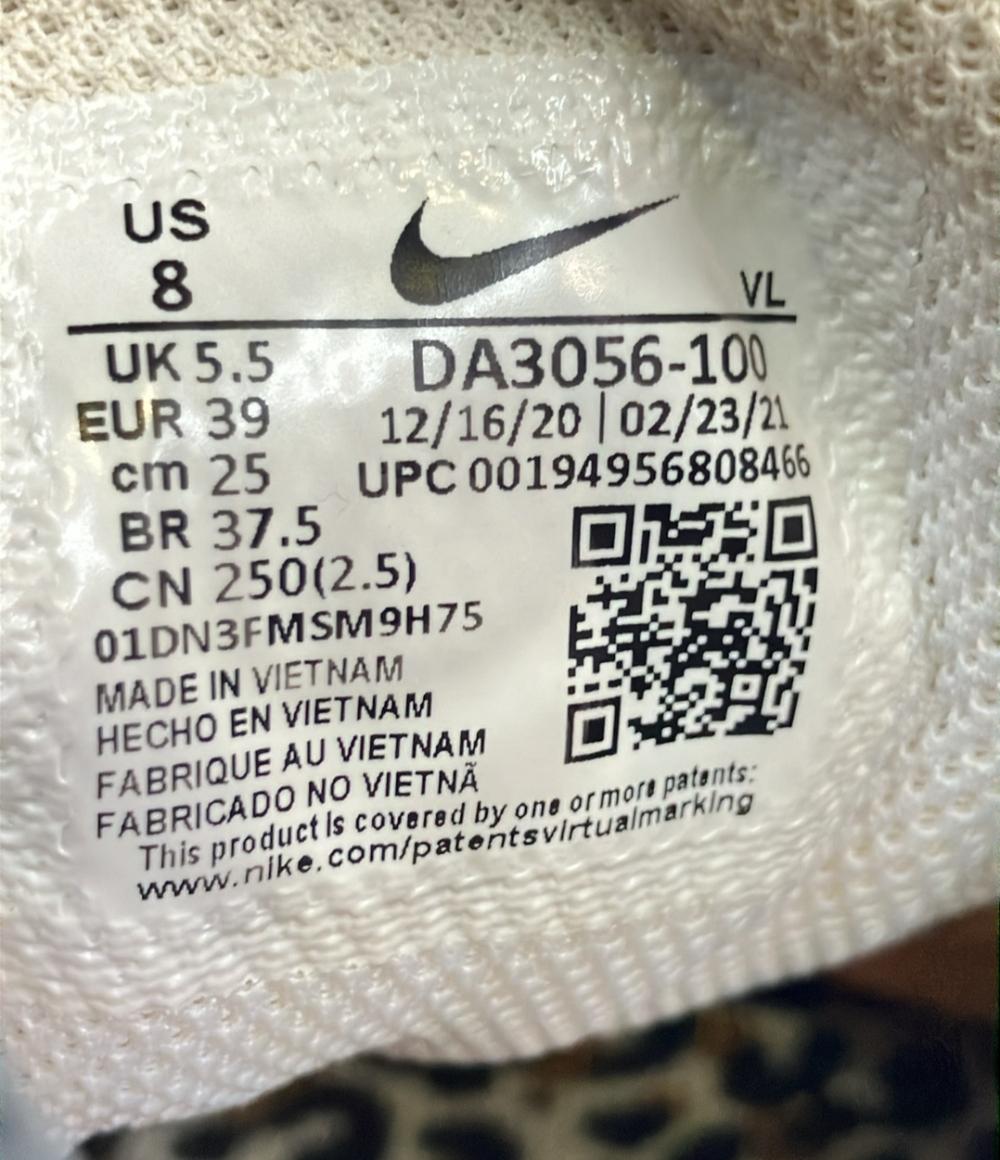 US
8
VL
UK 5.5
EUR 39
cm 25
BR 37.5
CN 250(2.5)
DA3056-100
12/16/20 | 02/23/21
UPC 00194956808466
01DN3FMSM9H75
MADE IN VIETNAM
HECHO EN VIETNAM
FABRIQUE AU VIETNAM
FABRICADO NO VIETNÃ
This product is covered by one or more patents:
www.nike.com/patentsvirtualmarking